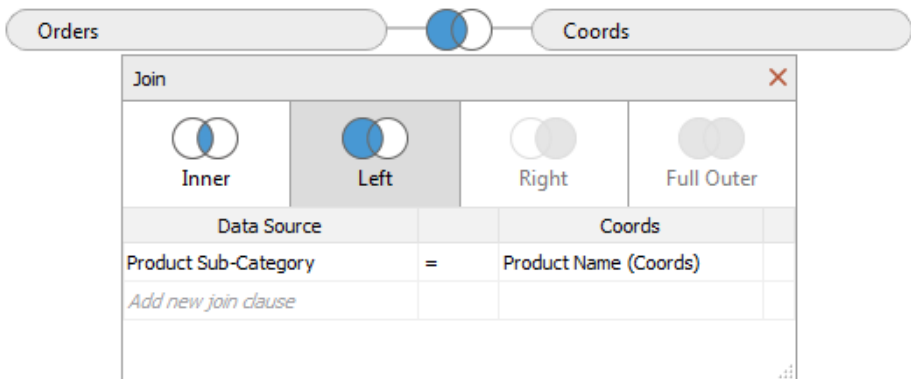 Orders Coords
Join
Inner Left Right Full Outer
Data Source Coords
Product Sub-Category = Product Name (Coords)
Add new join clause